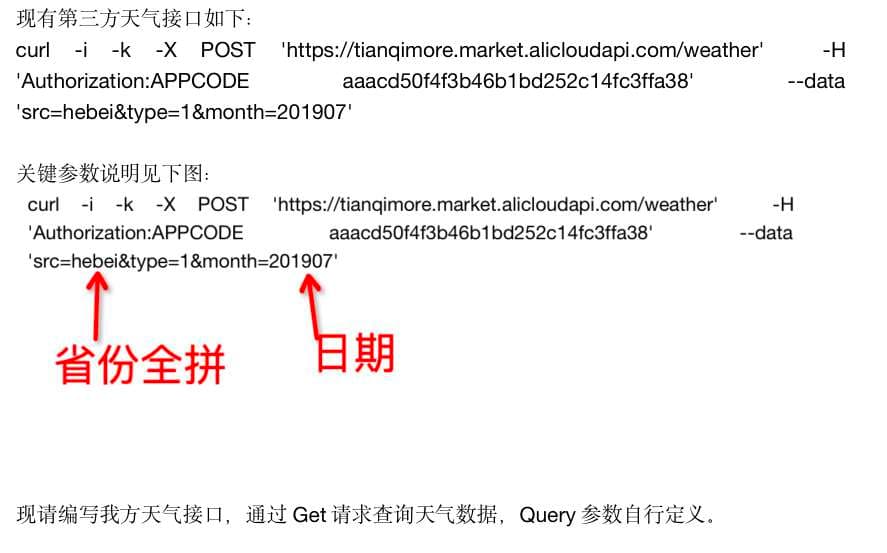 现有第三方天气接口如下：
curl -i -k -X POST 'https://tianqimore.market.alicloudapi.com/weather' -H
'Authorization:APPCODE aaacd50f4f3b46b1bd252c14fc3ffa38' --data
'src=hebei&type=1&month=201907'
关键参数说明见下图：
curl -i -k -X POST 'https://tianqimore.market.alicloudapi.com/weather' -H
'Authorization:APPCODE aaacd50f4f3b46b1bd252c14fc3ffa38' --data
'src=hebei&type=1&month=201907'
省份全拼
日期
现请编写我方天气接口，通过 Get 请求查询天气数据，Query 参数自行定义。